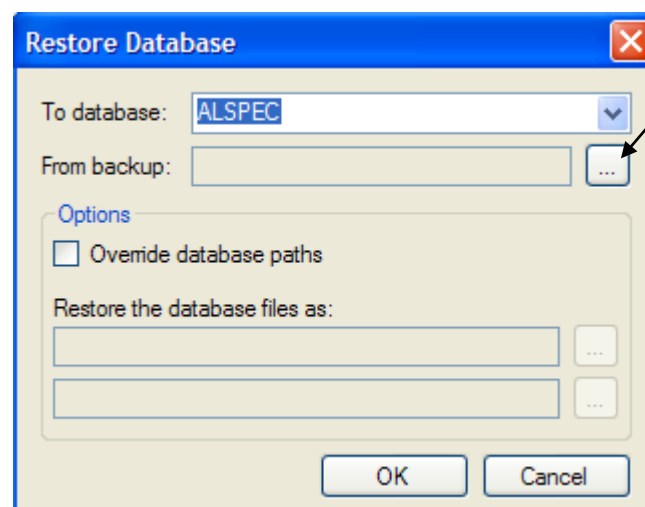 Restore Database
To database: ALSPEC
From backup: ...
Options
Override database paths
Restore the database files as:
...
...
OK Cancel